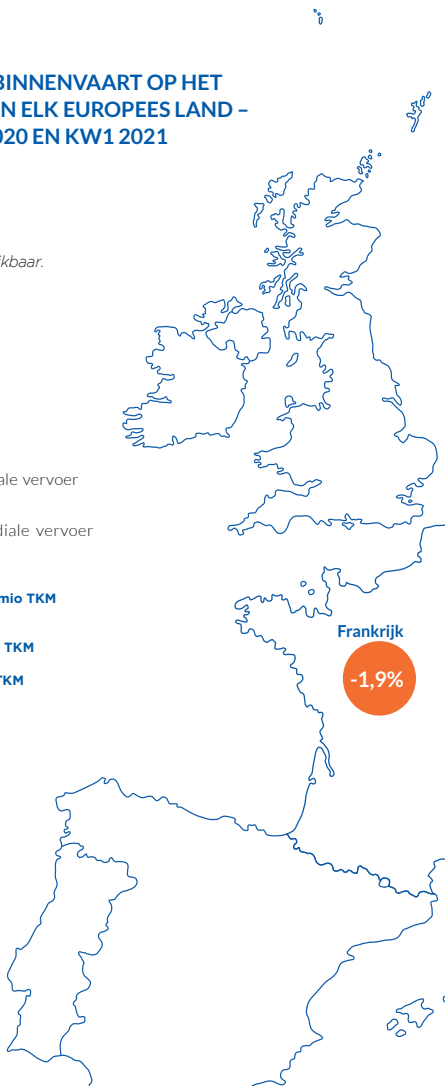 BINNENVAART OP HET
N ELK EUROPEES LAND –
020 EN KW1 2021
kbaar.
ale vervoer
diale vervoer
mio TKM
TKM
TKM
Frankrijk
-1,9%